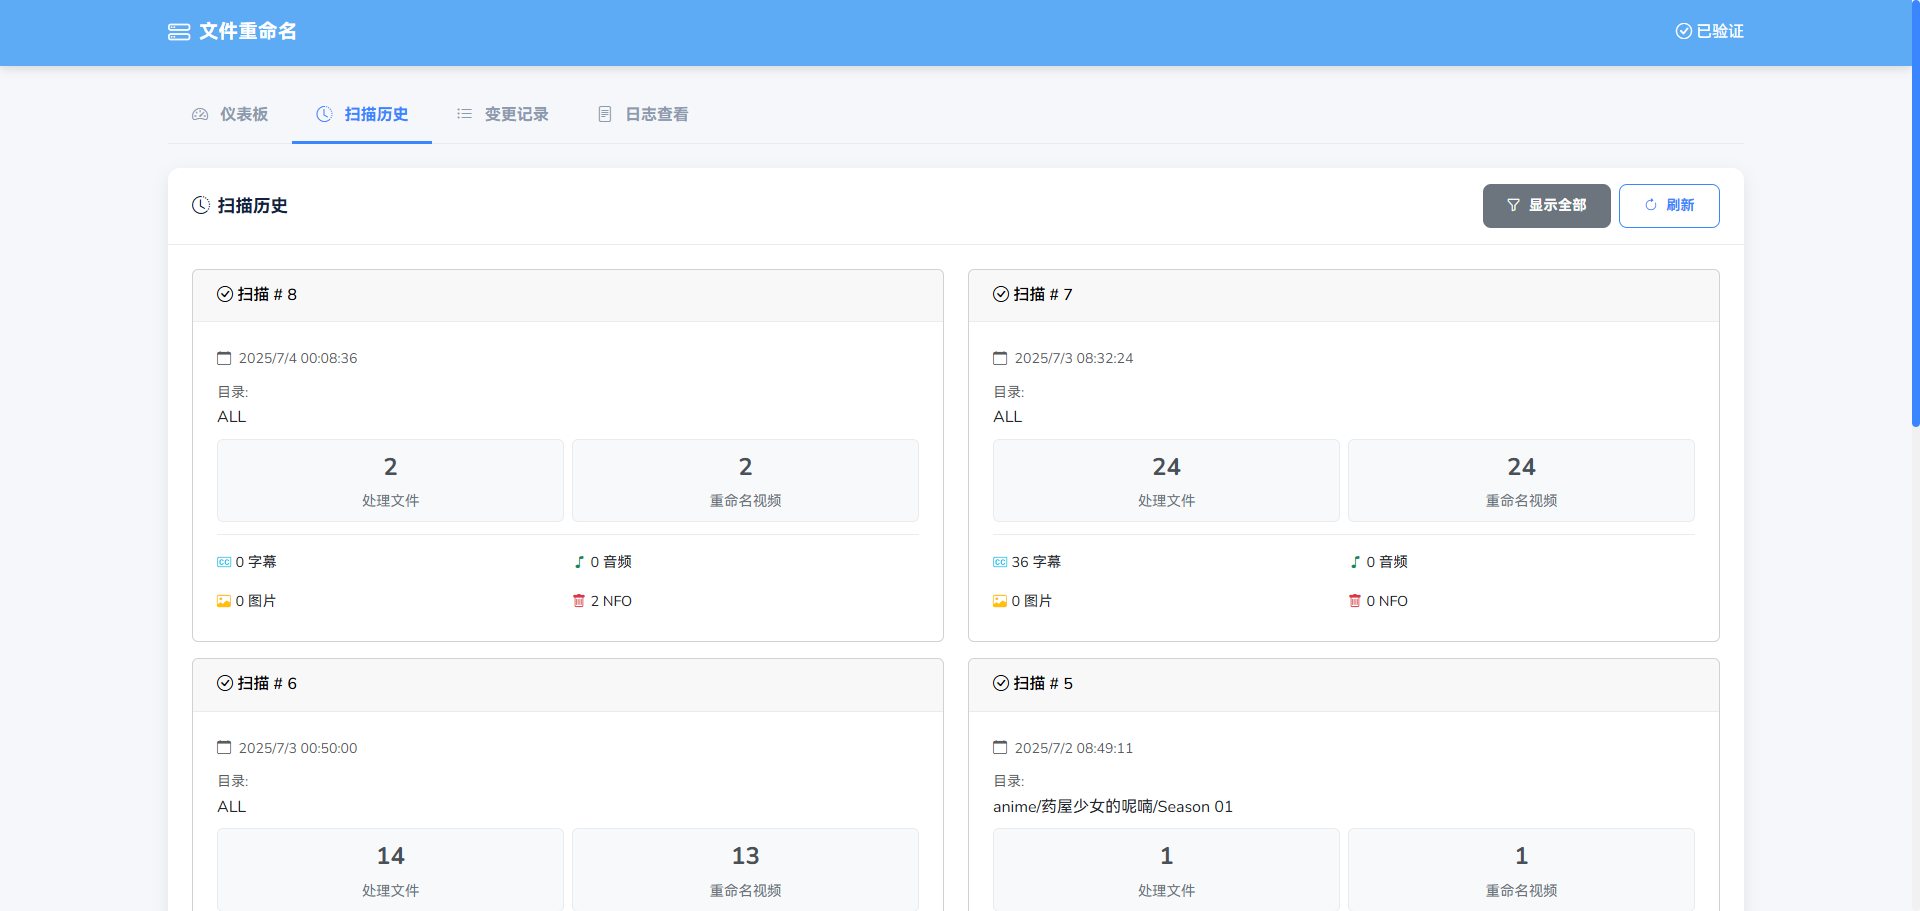 文件重命名
已验证
仪表板
扫描历史
变更记录
日志查看
扫描历史
显示全部
刷新
扫描 # 8
2025/7/4 00:08:36
目录:
ALL
2
处理文件
2
重命名视频
0 字幕
0 音频
0 图片
2 NFO
扫描 # 7
2025/7/3 08:32:24
目录:
ALL
24
处理文件
24
重命名视频
36 字幕
0 音频
0 图片
0 NFO
扫描 # 6
2025/7/3 00:50:00
目录:
ALL
14
处理文件
13
重命名视频
扫描 # 5
2025/7/2 08:49:11
目录:
anime/药屋少女的呢喃/Season 01
1
处理文件
1
重命名视频